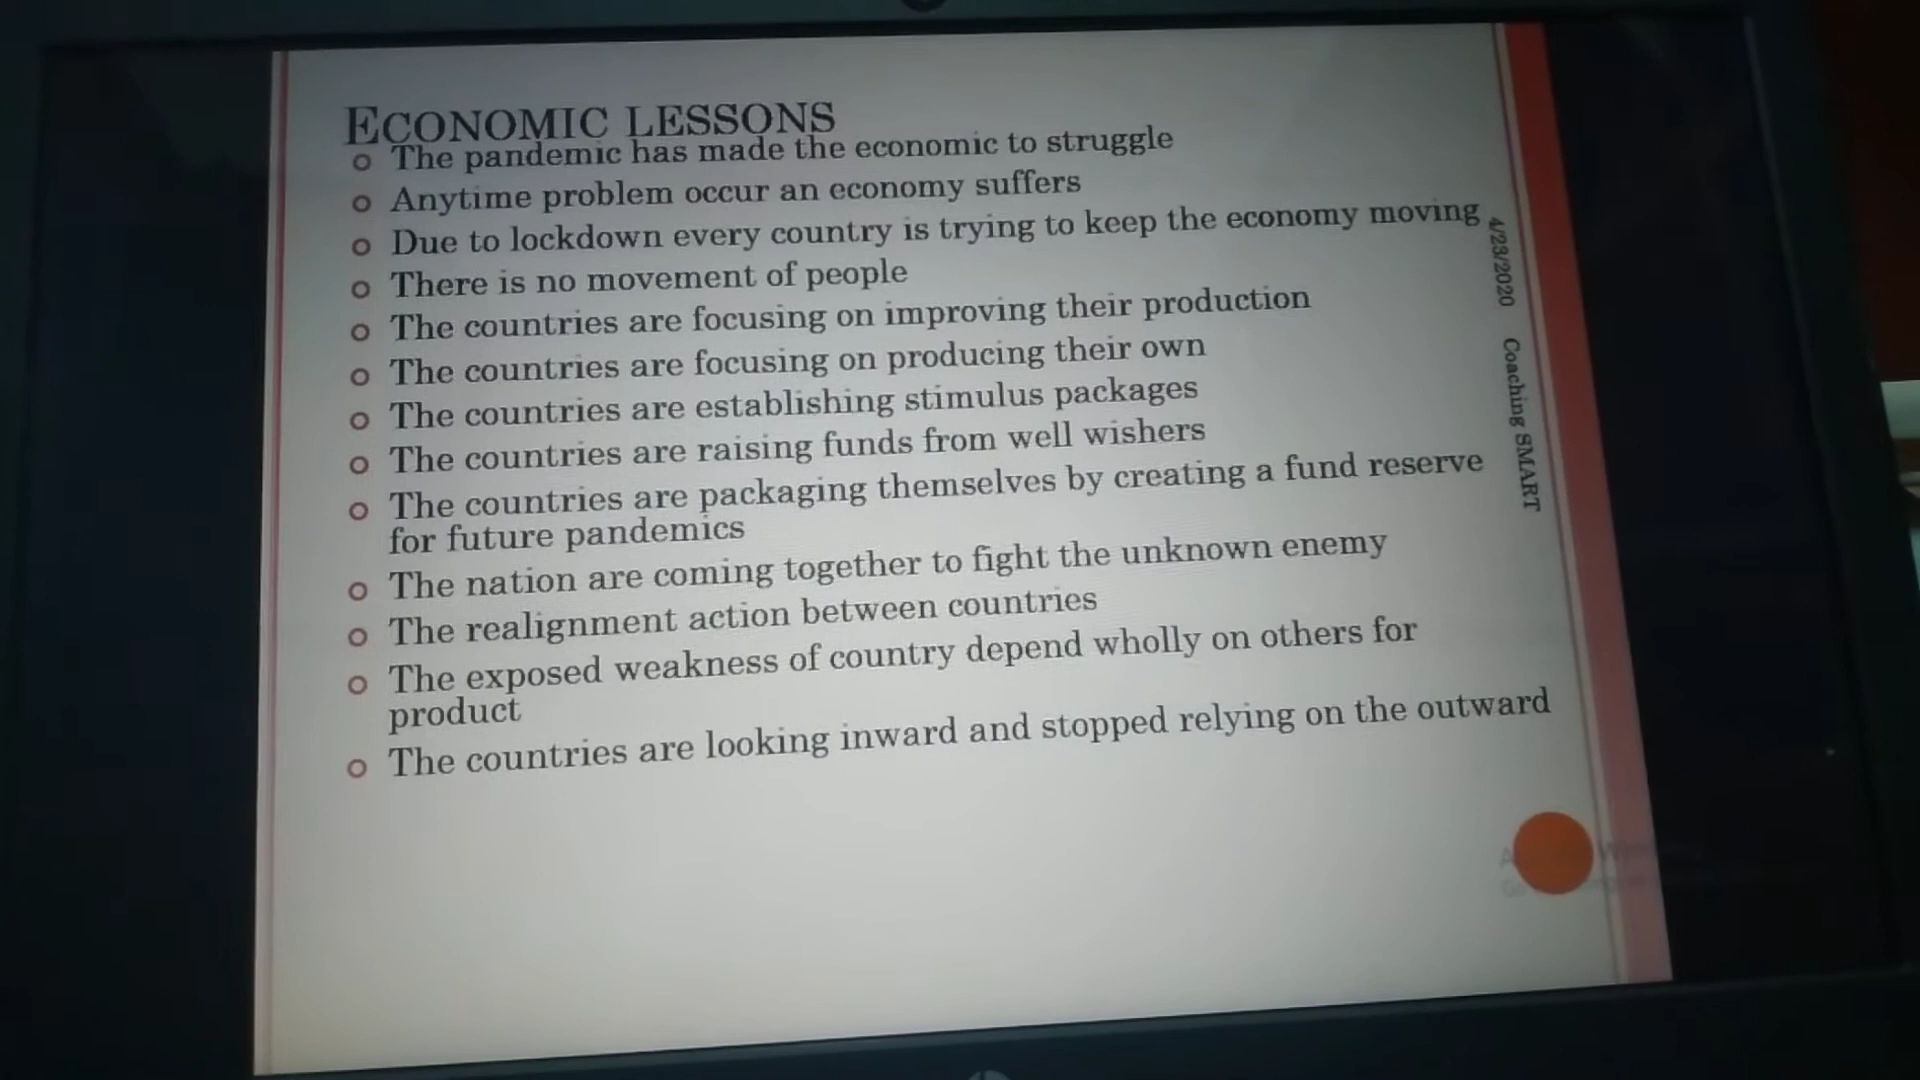 ECONOMIC LESSONS
The pandemic has made the economic to struggle
Anytime problem occur an economy suffers
Due to lockdown every country is trying to keep the economy moving
There is no movement of people
The countries are focusing on improving their production
The countries are focusing on producing their own
The countries are establishing stimulus packages
The countries are raising funds from well wishers
The countries are packaging themselves by creating a fund reserve
for future pandemics
The nation are coming together to fight the unknown enemy
The realignment action between countries
The exposed weakness of country depend wholly on others for
product
The countries are looking inward and stopped relying on the outward
4/23/2020
Coaching SMART